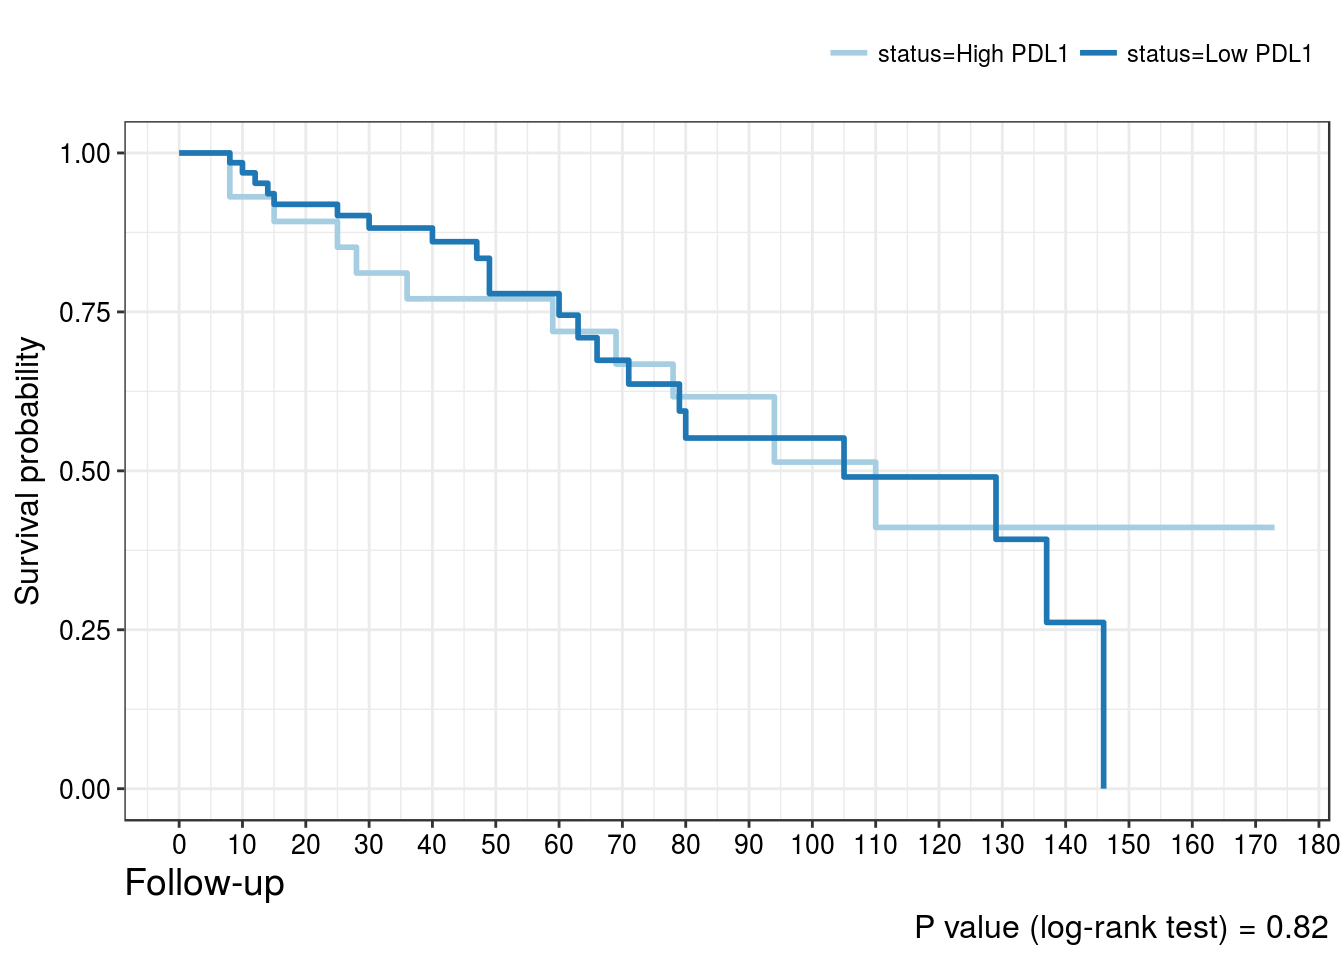 status=High PDL1 status=Low PDL1
Survival probability
1.00
0.75
0.50
0.25
0.00
0 10 20 30 40 50 60 70 80 90 100 110 120 130 140 150 160 170 180
Follow-up
P value (log-rank test) = 0.82